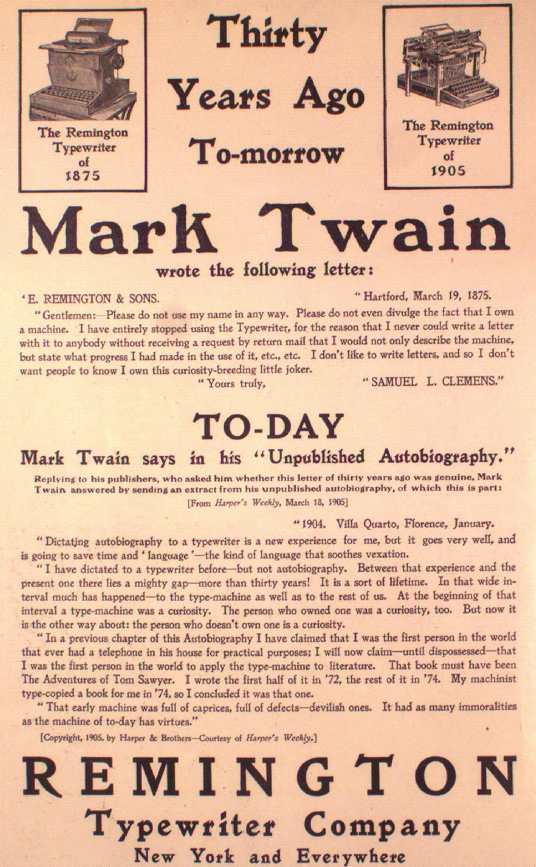 Thirty
Years Ago
To-morrow
The Remington
Typewriter
of
1875
The Remington
Typewriter
of
1905
Mark Twain
wrote the following letter:
'E. REMINGTON & SONS. "Hartford, March 19, 1875.
"Gentlemen:—Please do not use my name in any way. Please do not even divulge the fact that I own
a machine. I have entirely stopped using the Typewriter, for the reason that I never could write a letter
with it to anybody without receiving a request by return mail that I would not only describe the machine,
but state what progress I had made in the use of it, etc., etc. I don't like to write letters, and so I don't
want people to know I own this curiosity-breeding little joker.
"Yours truly, "SAMUEL L. CLEMENS."
TO-DAY
Mark Twain says in his "Unpublished Autobiography."
Replying to his publishers, who asked him whether this letter of thirty years ago was genuine, Mark
Twain answered by sending an extract from his unpublished autobiography, of which this is part:
[From Harper's Weekly, March 18, 1905]
"1904. Villa Quarto, Florence, January.
"Dictating autobiography to a typewriter is a new experience for me, but it goes very well, and
is going to save time and 'language'—the kind of language that soothes vexation.
"I have dictated to a typewriter before—but not autobiography. Between that experience and the
present one there lies a mighty gap—more than thirty years! It is a sort of lifetime. In that wide in-
terval much has happened—to the type-machine as well as to the rest of us. At the beginning of that
interval a type-machine was a curiosity. The person who owned one was a curiosity, too. But now it
is the other way about: the person who doesn't own one is a curiosity.
"In a previous chapter of this Autobiography I have claimed that I was the first person in the world
that ever had a telephone in his house for practical purposes; I will now claim—until dispossessed—that
I was the first person in the world to apply the type-machine to literature. That book must have been
The Adventures of Tom Sawyer. I wrote the first half of it in '72, the rest of it in '74. My machinist
type-copied a book for me in '74, so I concluded it was that one.
"That early machine was full of caprices, full of defects—devilish ones. It had as many immoralities
as the machine of to-day has virtues."
[Copyright, 1905, by Harper & Brothers—Courtesy of Harper's Weekly.]
REMINGTON
Typewriter Company
New York and Everywhere